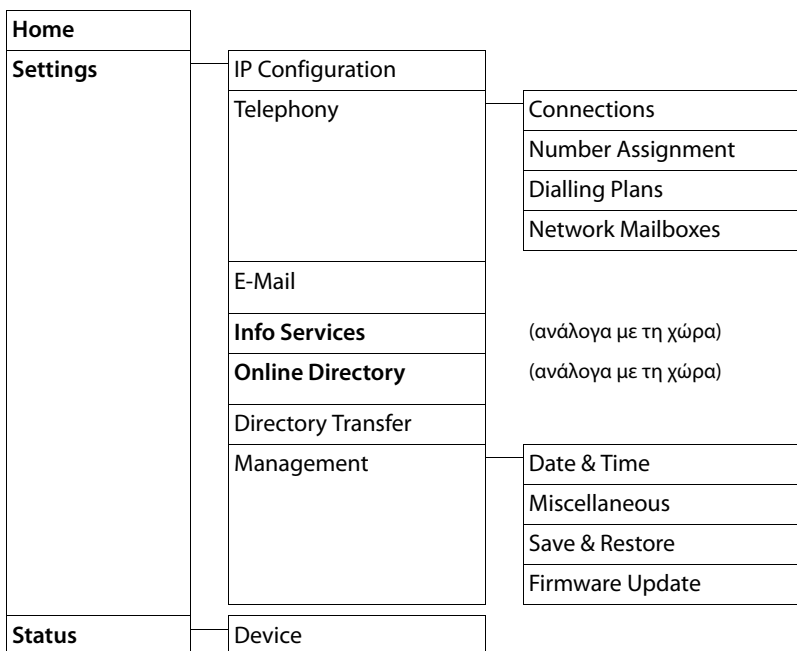 Home
Settings
IP Configuration
Telephony
Connections
Number Assignment
Dialling Plans
Network Mailboxes
E-Mail
Info Services (ανάλογα με τη χώρα)
Online Directory (ανάλογα με τη χώρα)
Directory Transfer
Management
Date & Time
Miscellaneous
Save & Restore
Firmware Update
Status
Device